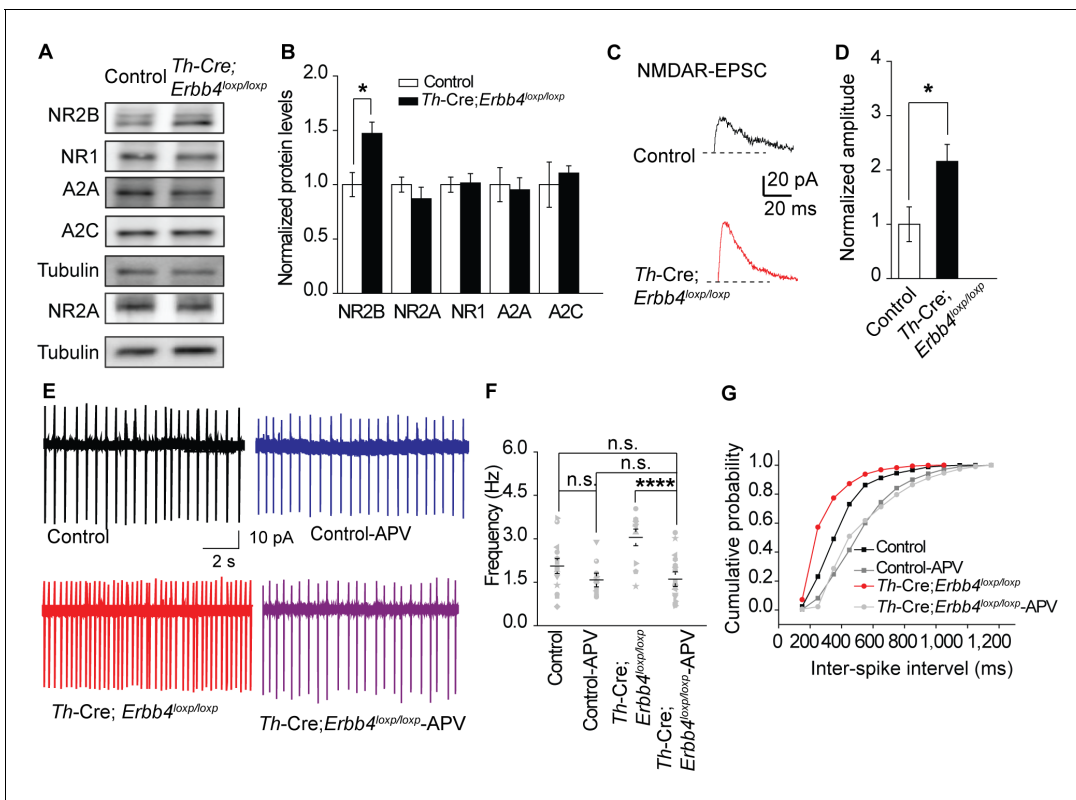 A
Control
Th-Cre;
Erbb4loxp/loxp
NR2B
NR1
A2A
A2C
Tubulin
NR2A
Tubulin
B
Normalized protein levels
2.0
1.5
1.0
0.5
0.0
*
Control
Th-Cre;Erbb4loxp/loxp
NR2B NR2A NR1 A2A A2C
C
NMDAR-EPSC
Control
20 pA
20 ms
Th-Cre;
Erbb4loxp/loxp
D
Normalized amplitude
4
3
2
1
0
*
Control
Th-Cre;
Erbb4loxp/loxp
E
Control
Control-APV
10 pA
2 s
Th-Cre; Erbb4loxp/loxp
Th-Cre;Erbb4loxp/loxp-APV
F
Frequency (Hz)
6.0
4.5
3.0
1.5
0.0
n.s.
n.s.
n.s.
****
Control
Control-APV
Th-Cre;
Erbb4loxp/loxp
Th-Cre;
Erbb4loxp/loxp-APV
G
Cumulative probability
1.0
0.8
0.6
0.4
0.2
0.0
Control
Control-APV
Th-Cre;Erbb4loxp/loxp
Th-Cre;Erbb4loxp/loxp-APV
0 200 400 600 800 1,000 1,200
Inter-spike intervel (ms)